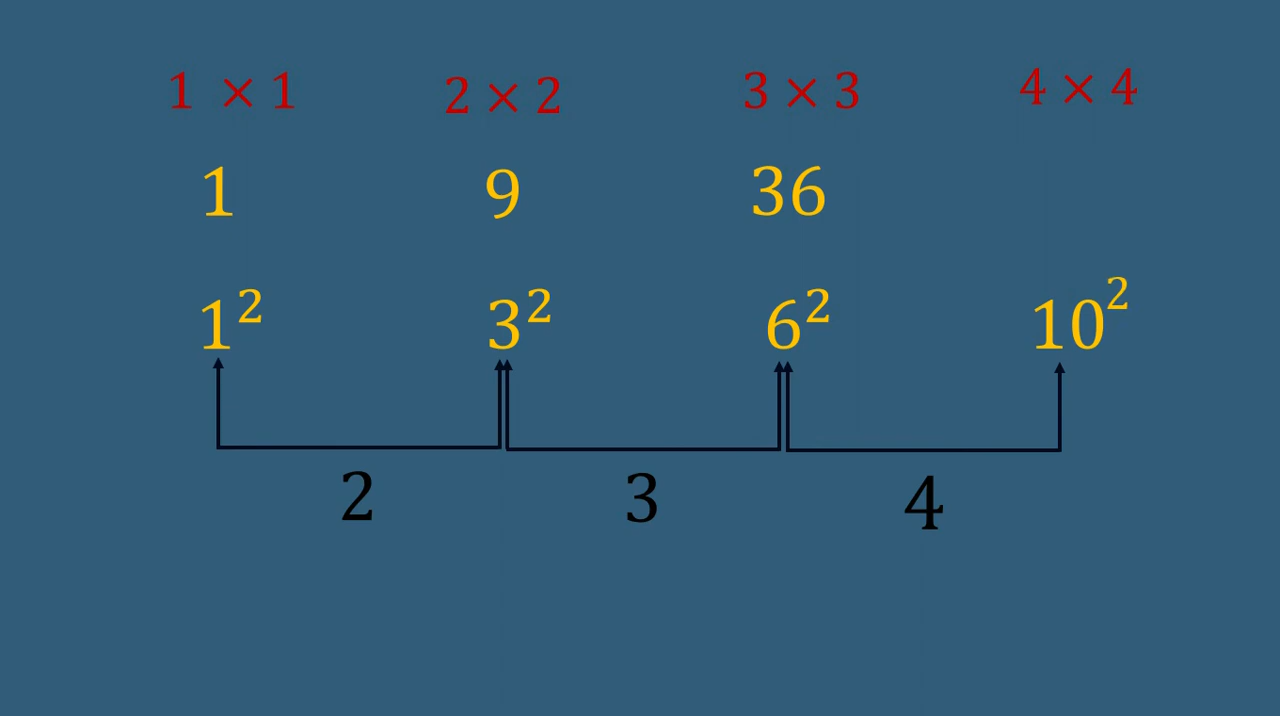 1 × 1 2 × 2 3 × 3 4 × 4
1 9 36
1² 3² 6² 10²
2 3 4